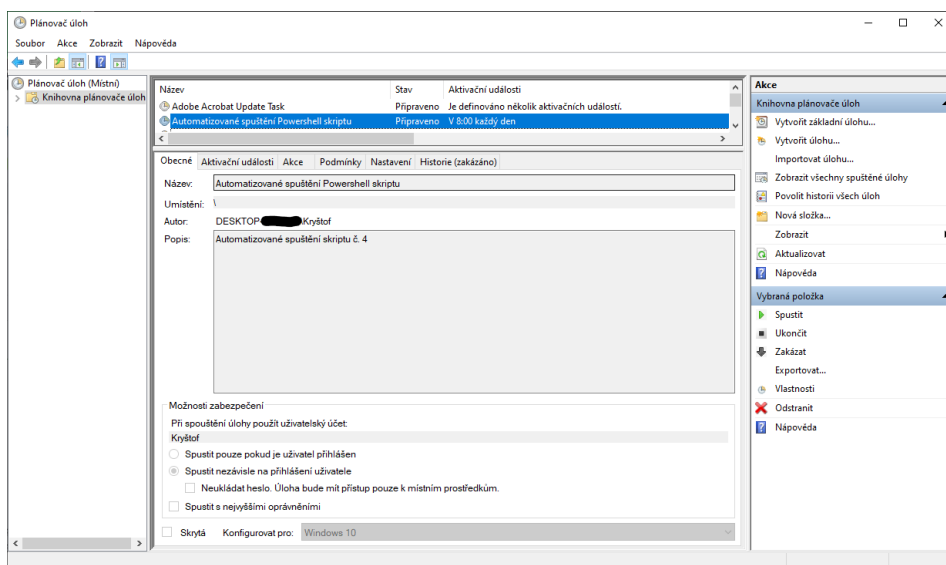 Plánovač úloh
Soubor Akce Zobrazit Nápověda
Plánovač úloh (Místní)
Knihovna plánovače úloh
Název Stav Aktivační události
Adobe Acrobat Update Task Připraveno Je definováno několik aktivačních událostí.
Automatizované spuštění Powershell skriptu Připraveno V 8:00 každý den
Obecné Aktivační události Akce Podmínky Nastavení Historie (zakázáno)
Název: Automatizované spuštění Powershell skriptu
Umístění: \
Autor: DESKTOP- \Kryštof
Popis: Automatizované spuštění skriptu č. 4
Možnosti zabezpečení
Při spouštění úlohy použít uživatelský účet:
Kryštof
Spustit pouze pokud je uživatel přihlášen
Spustit nezávisle na přihlášení uživatele
Neukládat heslo. Úloha bude mít přístup pouze k místním prostředkům.
Spustit s nejvyššími oprávněními
Skrytá Konfigurovat pro: Windows 10
Akce
Knihovna plánovače úloh
Vytvořit základní úlohu...
Vytvořit úlohu...
Importovat úlohu...
Zobrazit všechny spuštěné úlohy
Povolit historii všech úloh
Nová složka...
Zobrazit
Aktualizovat
Nápověda
Vybraná položka
Spustit
Ukončit
Zakázat
Exportovat...
Vlastnosti
Odstranit
Nápověda